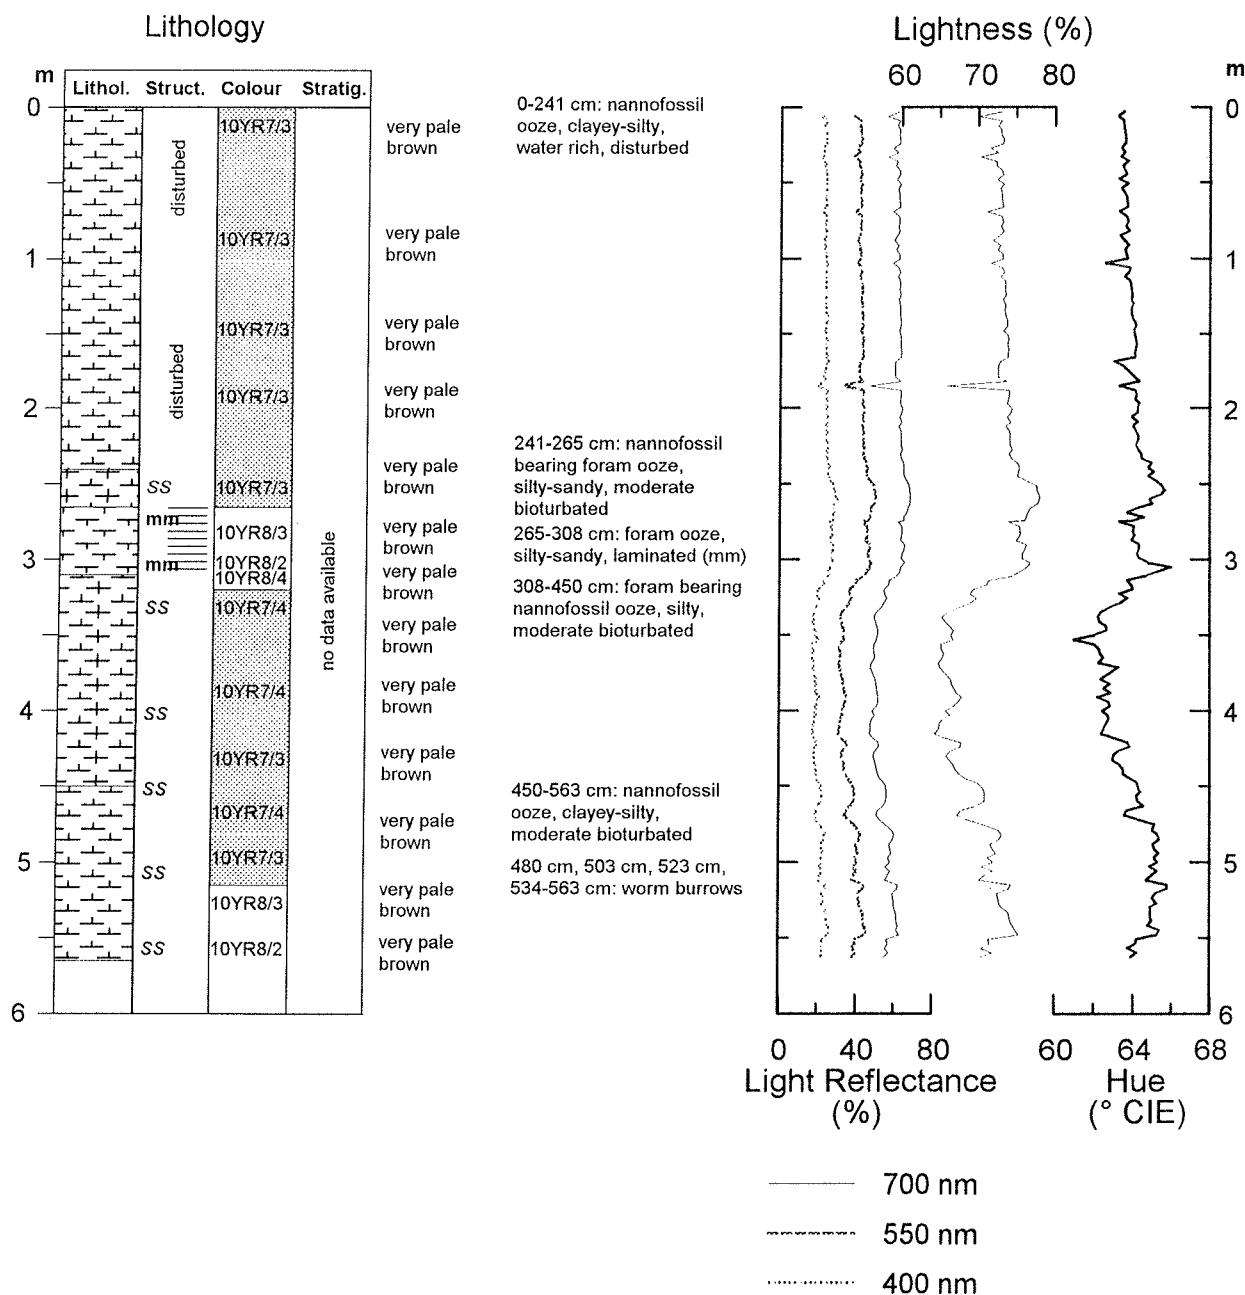 Lithology
Lightness (%)
60 70 80
m
Lithol. Struct. Colour Stratig.
m
0
1
2
3
4
5
6
disturbed
disturbed
SS
mm
mm
SS
SS
SS
SS
SS
10YR7/3
10YR7/3
10YR7/3
10YR7/3
10YR7/3
10YR8/3
10YR8/2
10YR8/4
10YR7/4
10YR7/4
10YR7/3
10YR7/4
10YR7/3
10YR8/3
10YR8/2
no data available
very pale
brown
very pale
brown
very pale
brown
very pale
brown
very pale
brown
very pale
brown
very pale
brown
very pale
brown
very pale
brown
very pale
brown
very pale
brown
very pale
brown
very pale
brown
0-241 cm: nannofossil
ooze, clayey-silty,
water rich, disturbed
241-265 cm: nannofossil
bearing foram ooze,
silty-sandy, moderate
bioturbated
265-308 cm: foram ooze,
silty-sandy, laminated (mm)
308-450 cm: foram bearing
nannofossil ooze, silty,
moderate bioturbated
450-563 cm: nannofossil
ooze, clayey-silty,
moderate bioturbated
480 cm, 503 cm, 523 cm,
534-563 cm: worm burrows
0
1
2
3
4
5
6
0 40 80
Light Reflectance
(%)
60 64 68
Hue
(° CIE)
700 nm
550 nm
400 nm